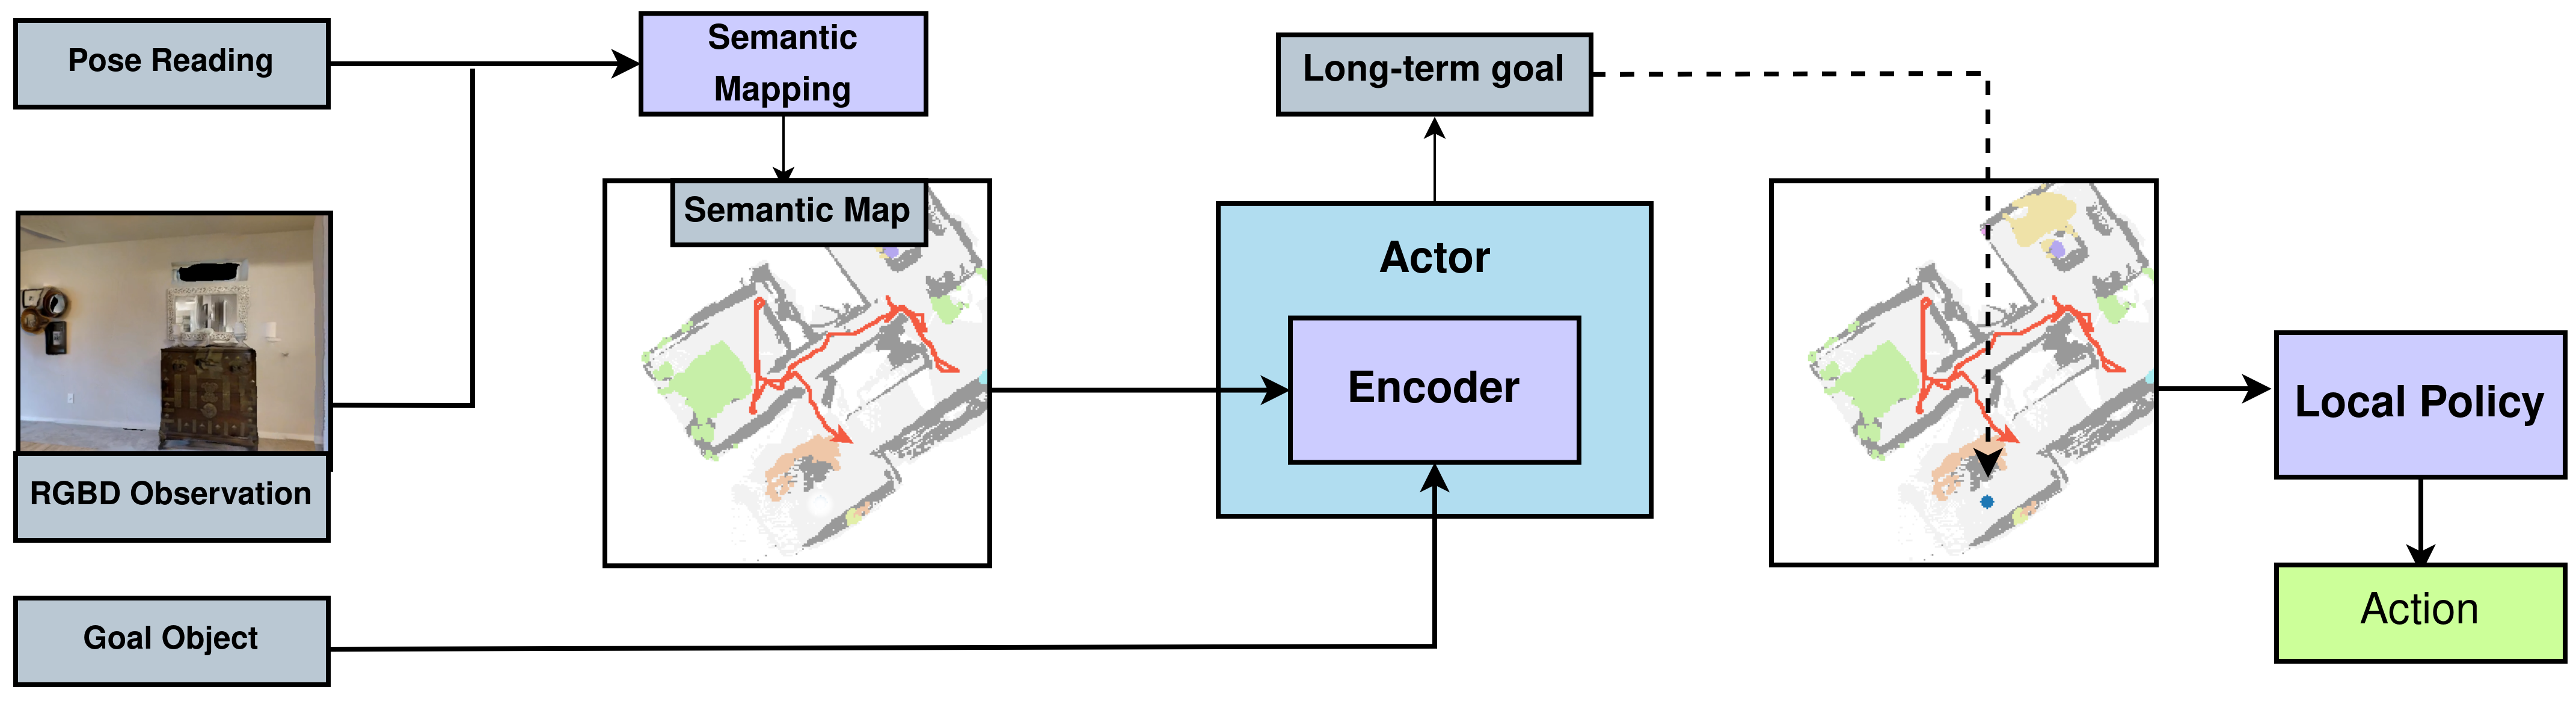 Pose Reading
Semantic
Mapping
Long-term goal
Semantic Map
Actor
Encoder
Local Policy
RGBD Observation
Action
Goal Object